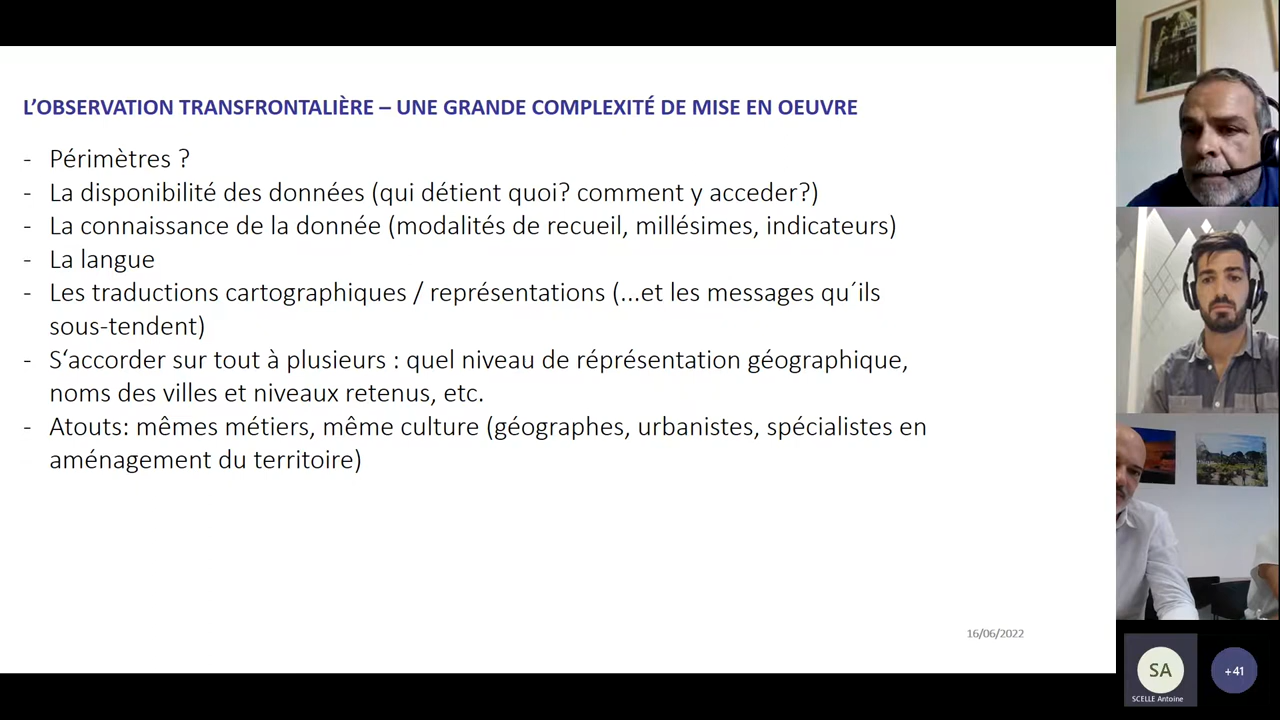 L’OBSERVATION TRANSFRONTALIÈRE – UNE GRANDE COMPLEXITÉ DE MISE EN OEUVRE
- Périmètres ?
- La disponibilité des données (qui détient quoi? comment y acceder?)
- La connaissance de la donnée (modalités de recueil, millésimes, indicateurs)
- La langue
- Les traductions cartographiques / représentations (...et les messages qu´ils
sous-tendent)
- S‘accorder sur tout à plusieurs : quel niveau de réprésentation géographique,
noms des villes et niveaux retenus, etc.
- Atouts: mêmes métiers, même culture (géographes, urbanistes, spécialistes en
aménagement du territoire)
16/06/2022
SA
SCELLE Antoine
+41